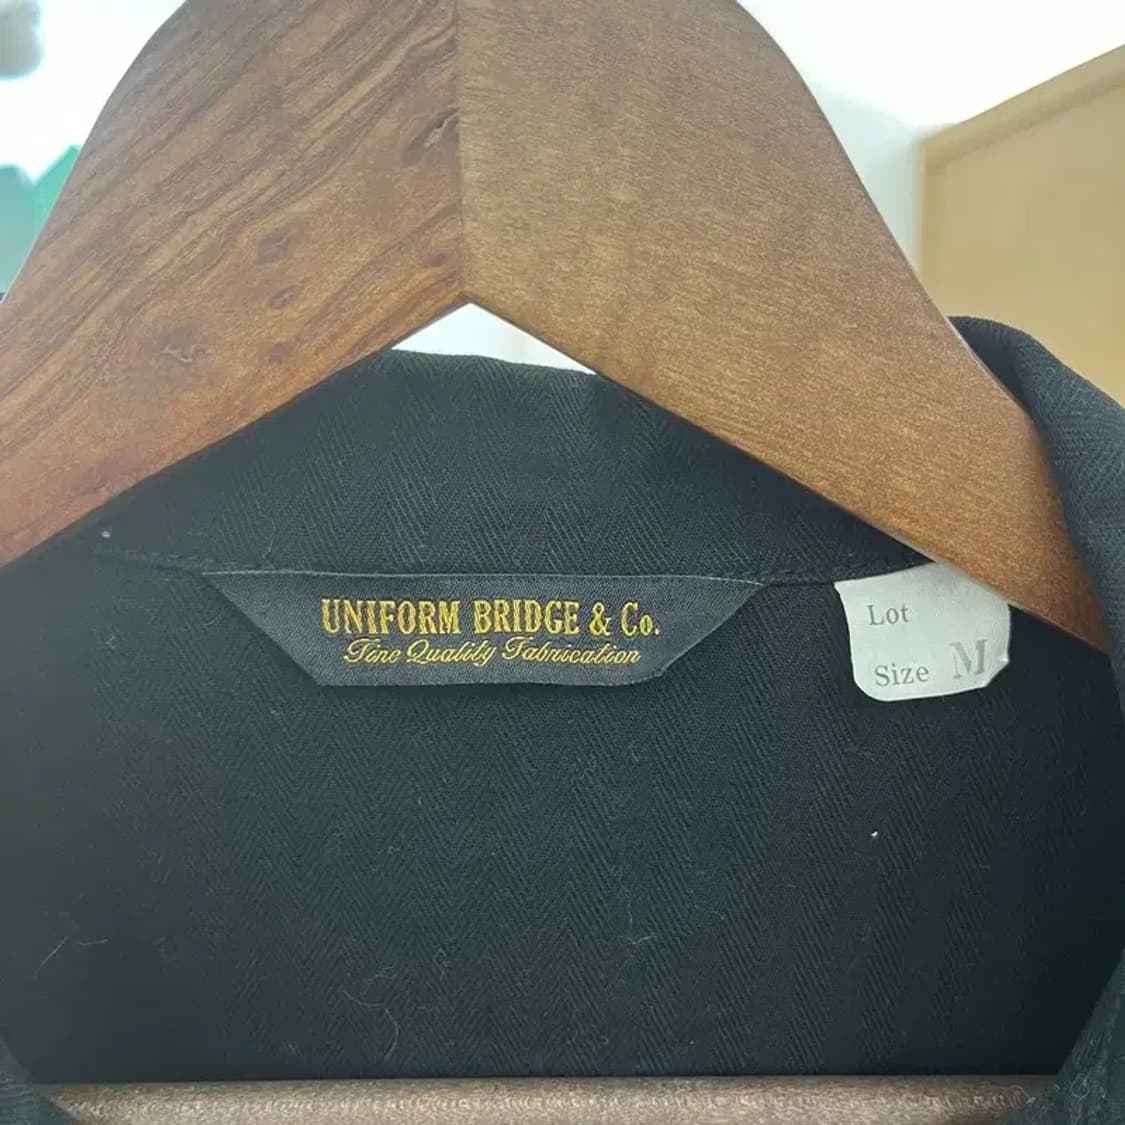 UNIFORM BRIDGE & Co.
Fine Quality Fabrication
Lot
Size M